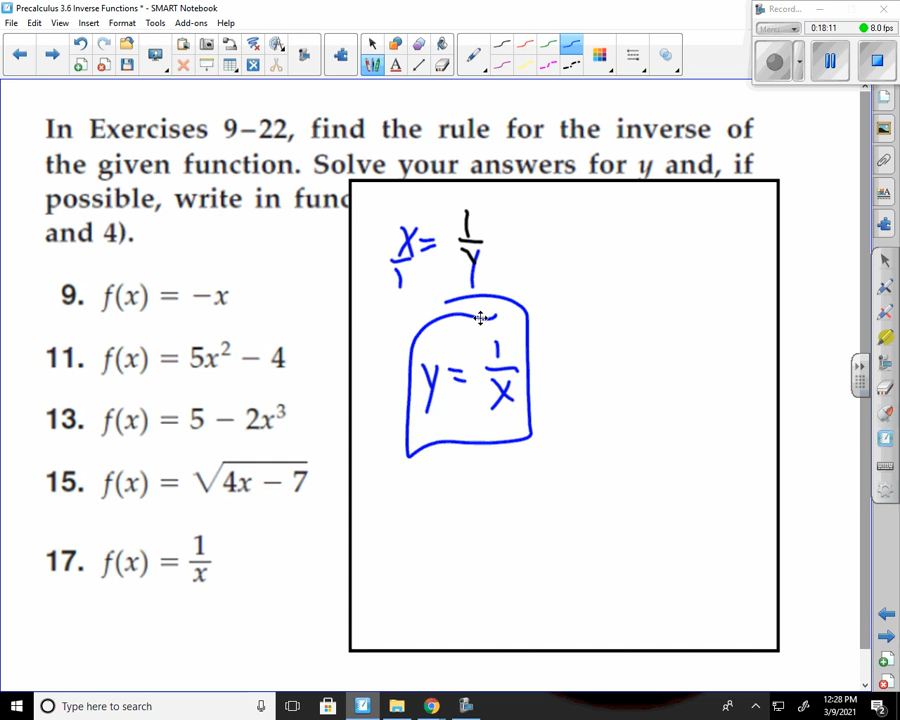 Precalculus 3.6 Inverse Functions * - SMART Notebook
File Edit View Insert Format Tools Add-ons Help
Record...
0:18:11 8.0 fps
In Exercises 9–22, find the rule for the inverse of
the given function. Solve your answers for y and, if
possible, write in func
and 4).
x/1 = 1/y
y = 1/x
9. f(x) = −x
11. f(x) = 5x² − 4
13. f(x) = 5 − 2x³
15. f(x) = √(4x − 7)
17. f(x) = 1/x
Type here to search
12:28 PM
3/9/2021
2